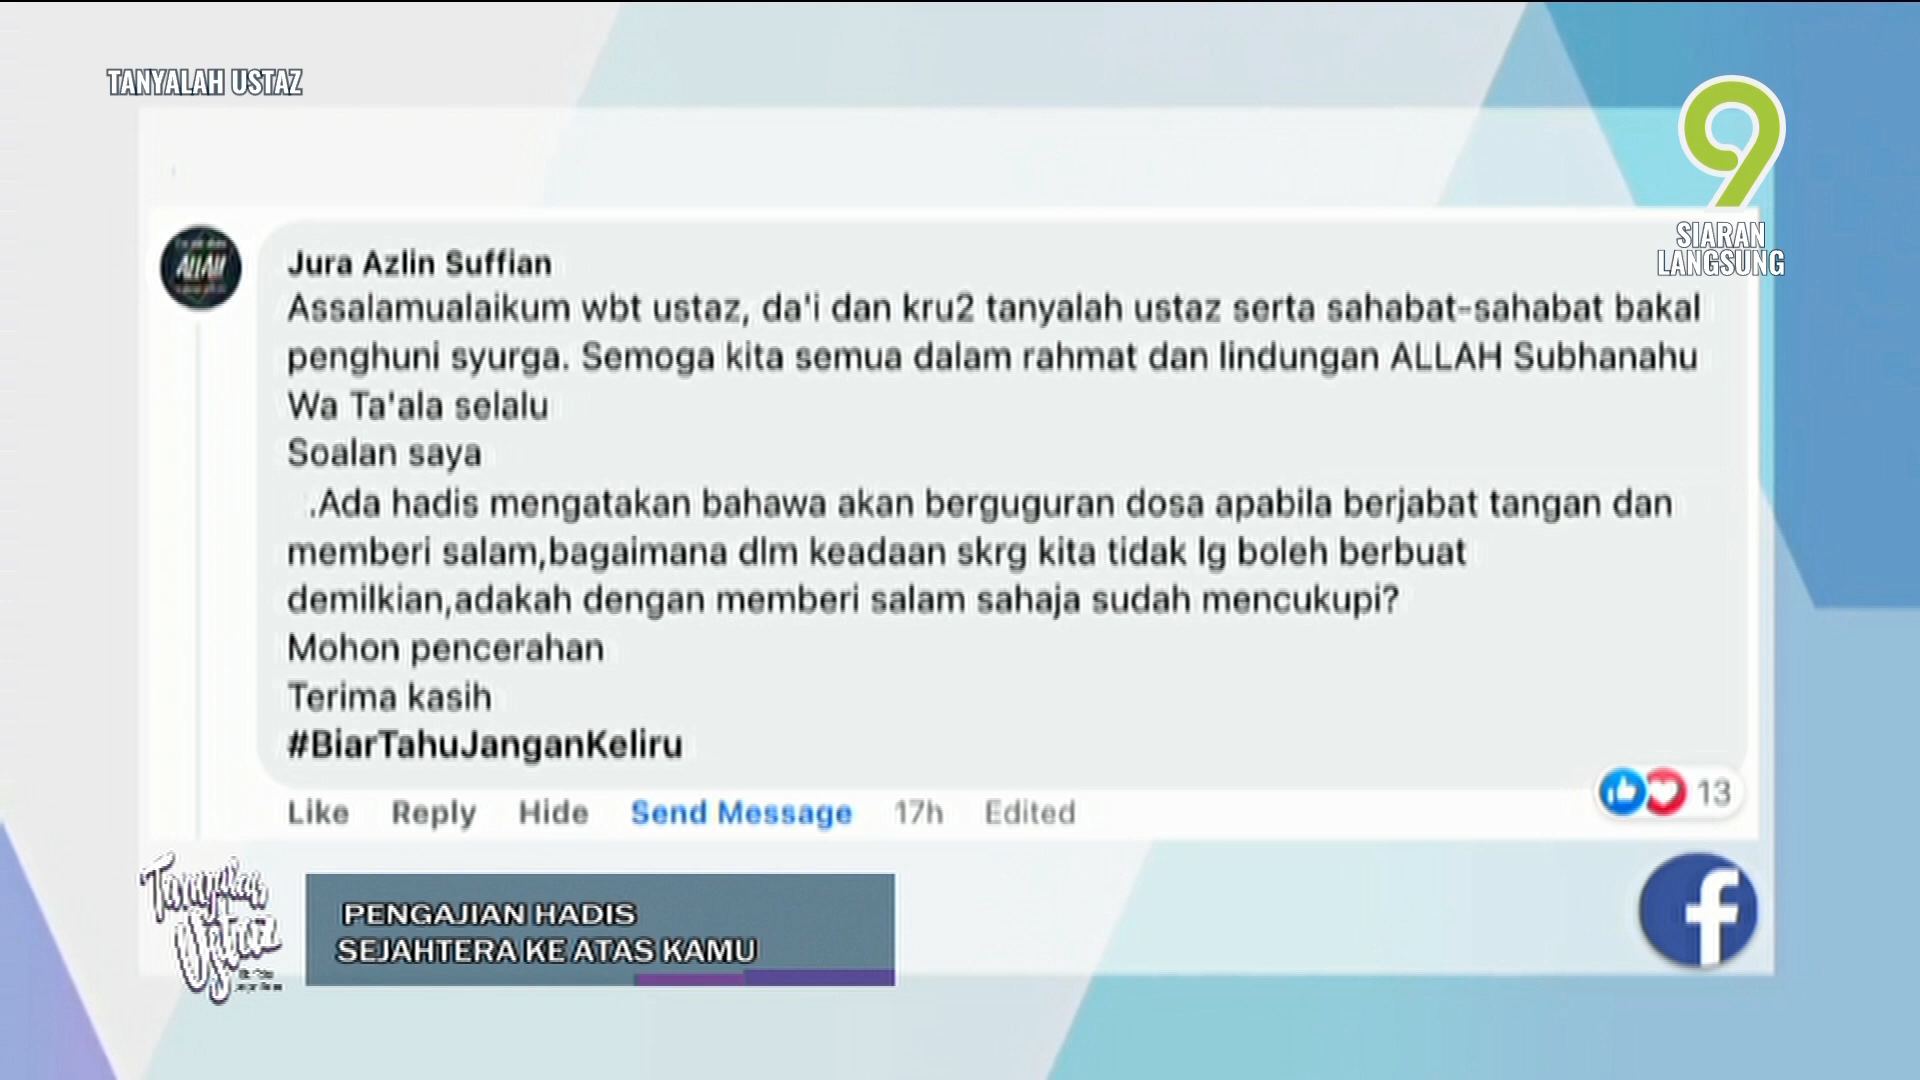 TANYALAH USTAZ
9
SIARAN
LANGSUNG
ALLAH
Jura Azlin Suffian
Assalamualaikum wbt ustaz, da'i dan kru2 tanyalah ustaz serta sahabat-sahabat bakal
penghuni syurga. Semoga kita semua dalam rahmat dan lindungan ALLAH Subhanahu
Wa Ta'ala selalu
Soalan saya
.Ada hadis mengatakan bahawa akan berguguran dosa apabila berjabat tangan dan
memberi salam,bagaimana dlm keadaan skrg kita tidak lg boleh berbuat
demilkian,adakah dengan memberi salam sahaja sudah mencukupi?
Mohon pencerahan
Terima kasih
#BiarTahuJanganKeliru
13
Like Reply Hide Send Message 17h Edited
Tanyalah
Ustaz
PENGAJIAN HADIS
SEJAHTERA KE ATAS KAMU
f